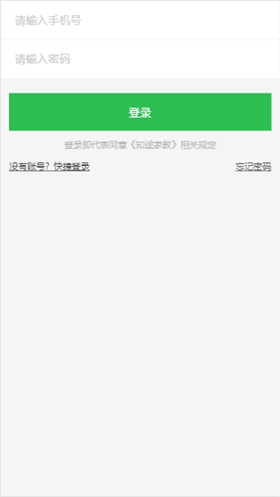 请输入手机号
请输入密码
登录
登录即代表同意《知途家教》相关规定
没有账号？快捷登录
忘记密码